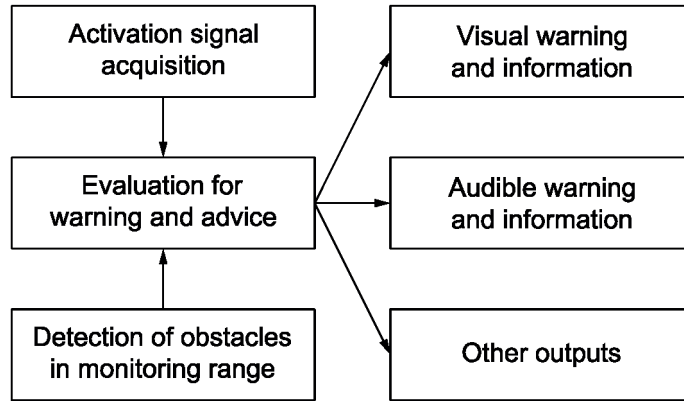 Activation signal
acquisition
Visual warning
and information
Evaluation for
warning and advice
Audible warning
and information
Detection of obstacles
in monitoring range
Other outputs